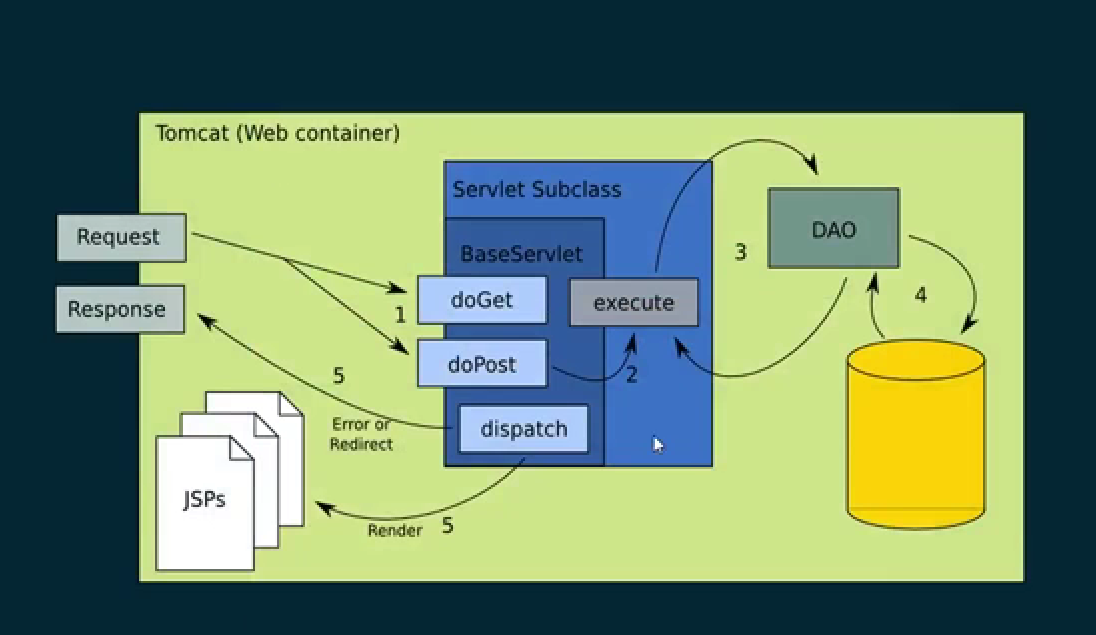 Tomcat (Web container)
Servlet Subclass
Request
BaseServlet
DAO
3
doGet
execute
4
Response
1
doPost
2
5
Error or
Redirect
dispatch
JSPs
Render
5